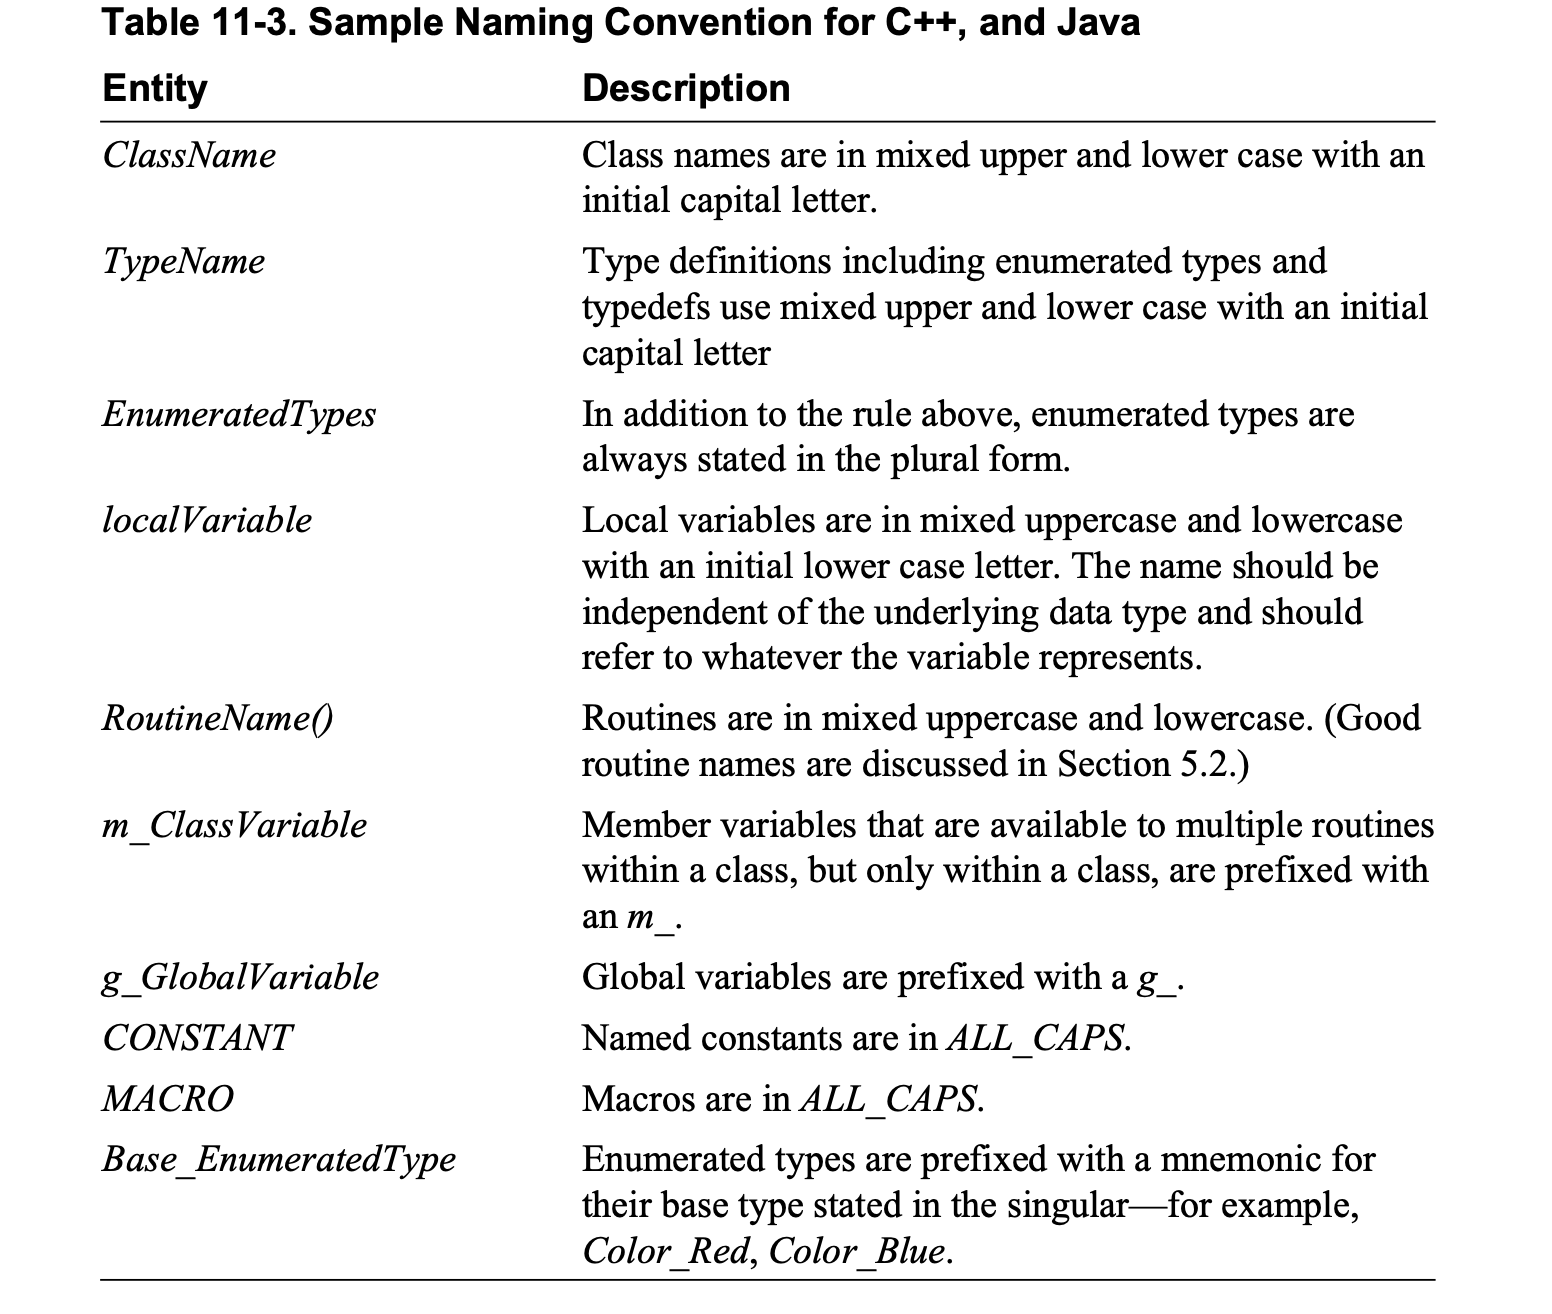 Table 11-3. Sample Naming Convention for C++, and Java
Entity Description
ClassName Class names are in mixed upper and lower case with an
initial capital letter.
TypeName Type definitions including enumerated types and
typedefs use mixed upper and lower case with an initial
capital letter
EnumeratedTypes In addition to the rule above, enumerated types are
always stated in the plural form.
localVariable Local variables are in mixed uppercase and lowercase
with an initial lower case letter. The name should be
independent of the underlying data type and should
refer to whatever the variable represents.
RoutineName() Routines are in mixed uppercase and lowercase. (Good
routine names are discussed in Section 5.2.)
m_ClassVariable Member variables that are available to multiple routines
within a class, but only within a class, are prefixed with
an m_.
g_GlobalVariable Global variables are prefixed with a g_.
CONSTANT Named constants are in ALL_CAPS.
MACRO Macros are in ALL_CAPS.
Base_EnumeratedType Enumerated types are prefixed with a mnemonic for
their base type stated in the singular—for example,
Color_Red, Color_Blue.